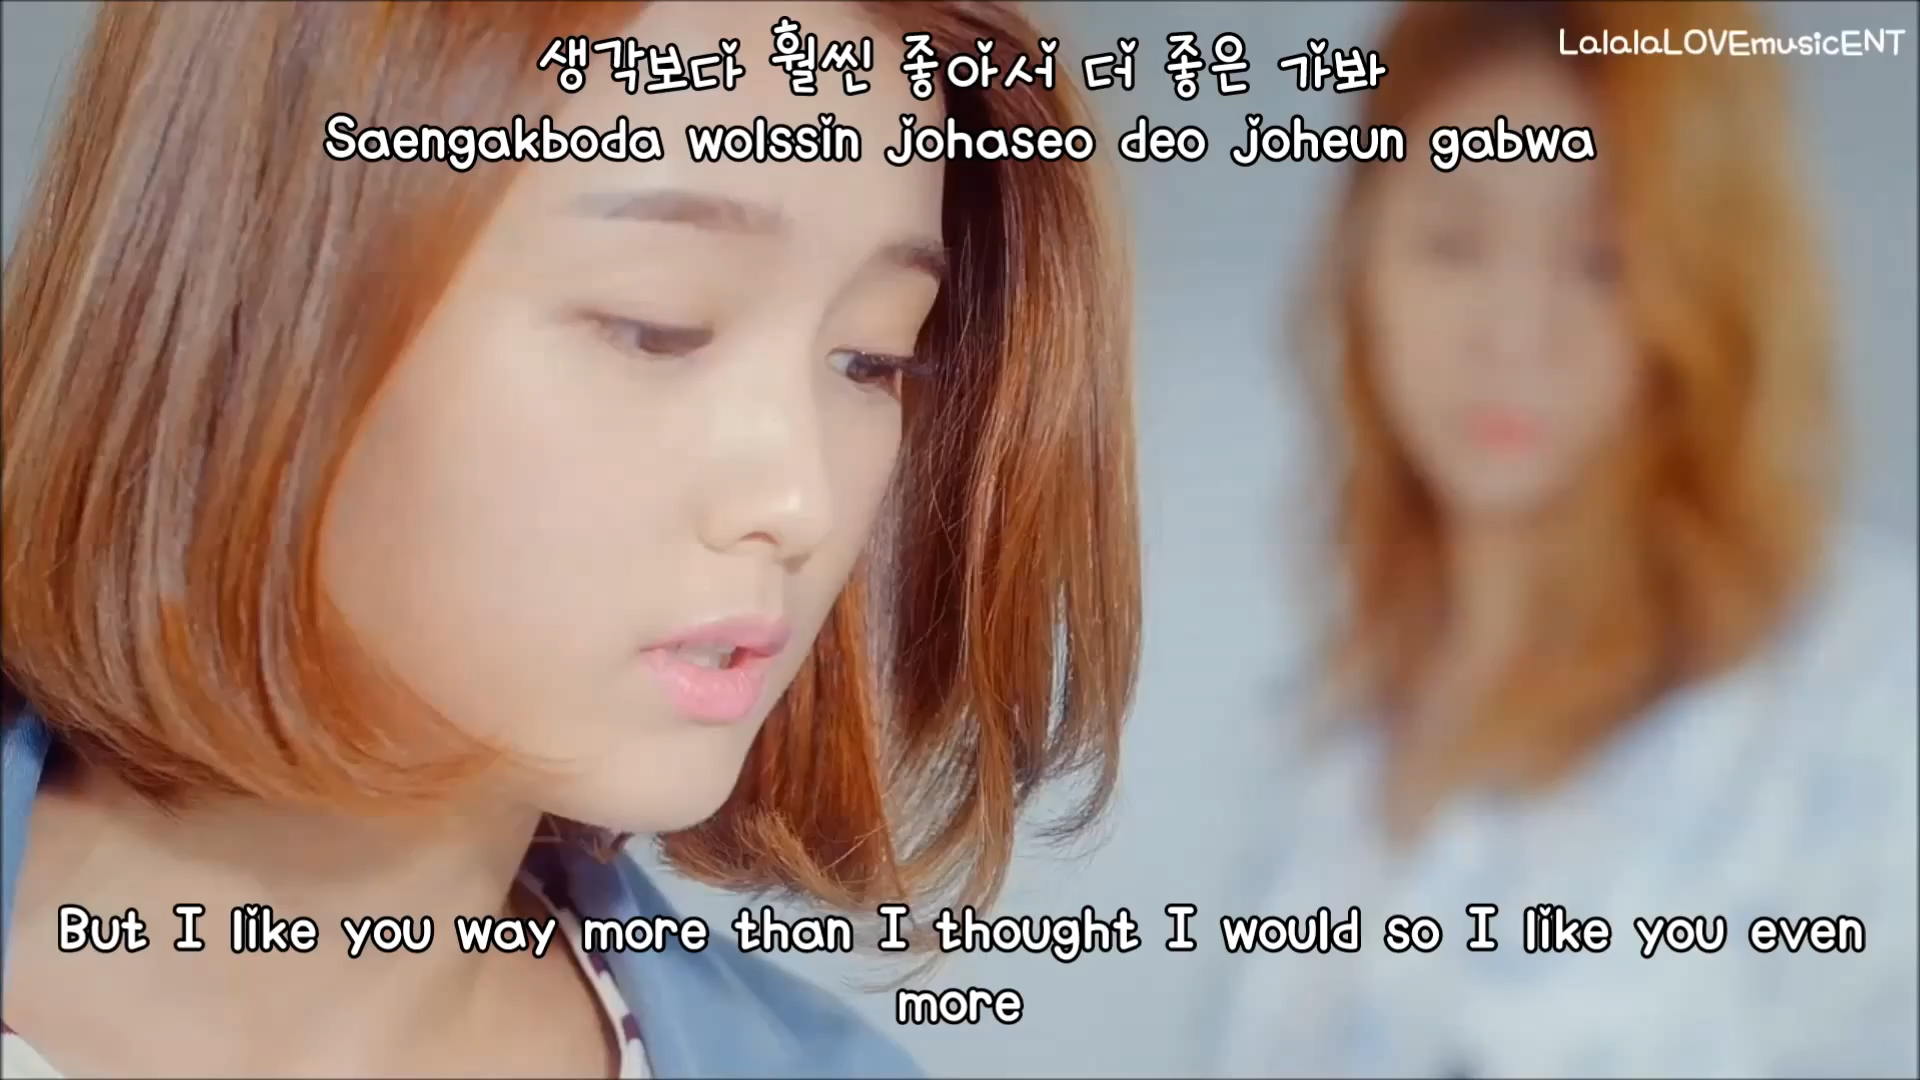 LalalaLOVEmusicENT
생각보다 훨씬 좋아서 더 좋은 가봐
Saengakboda wolssin johaseo deo joheun gabwa
But I like you way more than I thought I would so I like you even
more